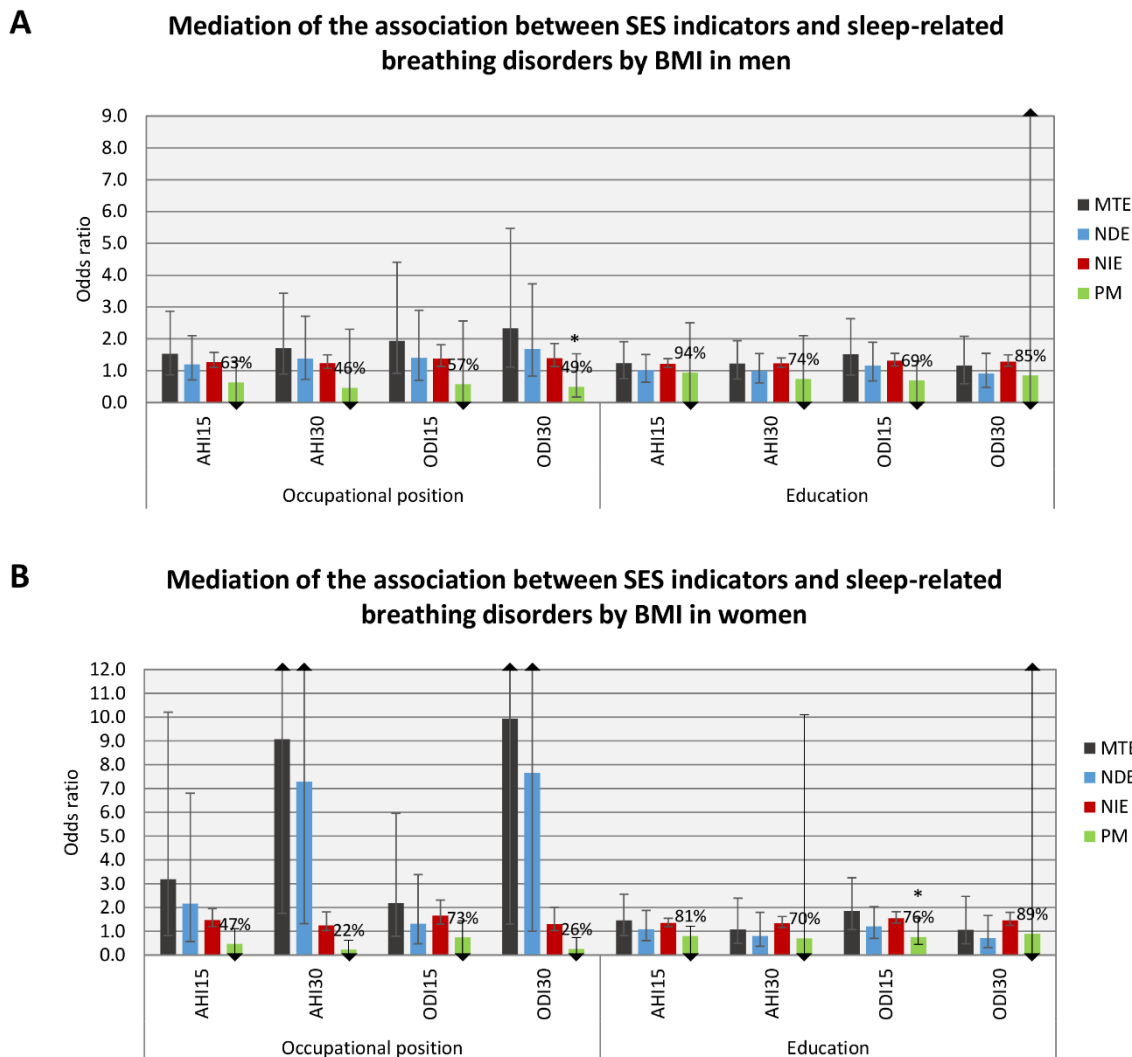 A
Mediation of the association between SES indicators and sleep-related
breathing disorders by BMI in men
9.0
8.0
7.0
6.0
5.0
4.0
3.0
2.0
1.0
0.0
Odds ratio
63%
46%
57%
*
49%
94%
74%
69%
85%
AHI15
AHI30
ODI15
ODI30
AHI15
AHI30
ODI15
ODI30
Occupational position
Education
MTE
NDE
NIE
PM
B
Mediation of the association between SES indicators and sleep-related
breathing disorders by BMI in women
12.0
11.0
10.0
9.0
8.0
7.0
6.0
5.0
4.0
3.0
2.0
1.0
0.0
Odds ratio
47%
22%
73%
26%
81%
70%
*
76%
89%
AHI15
AHI30
ODI15
ODI30
AHI15
AHI30
ODI15
ODI30
Occupational position
Education
MTE
NDE
NIE
PM